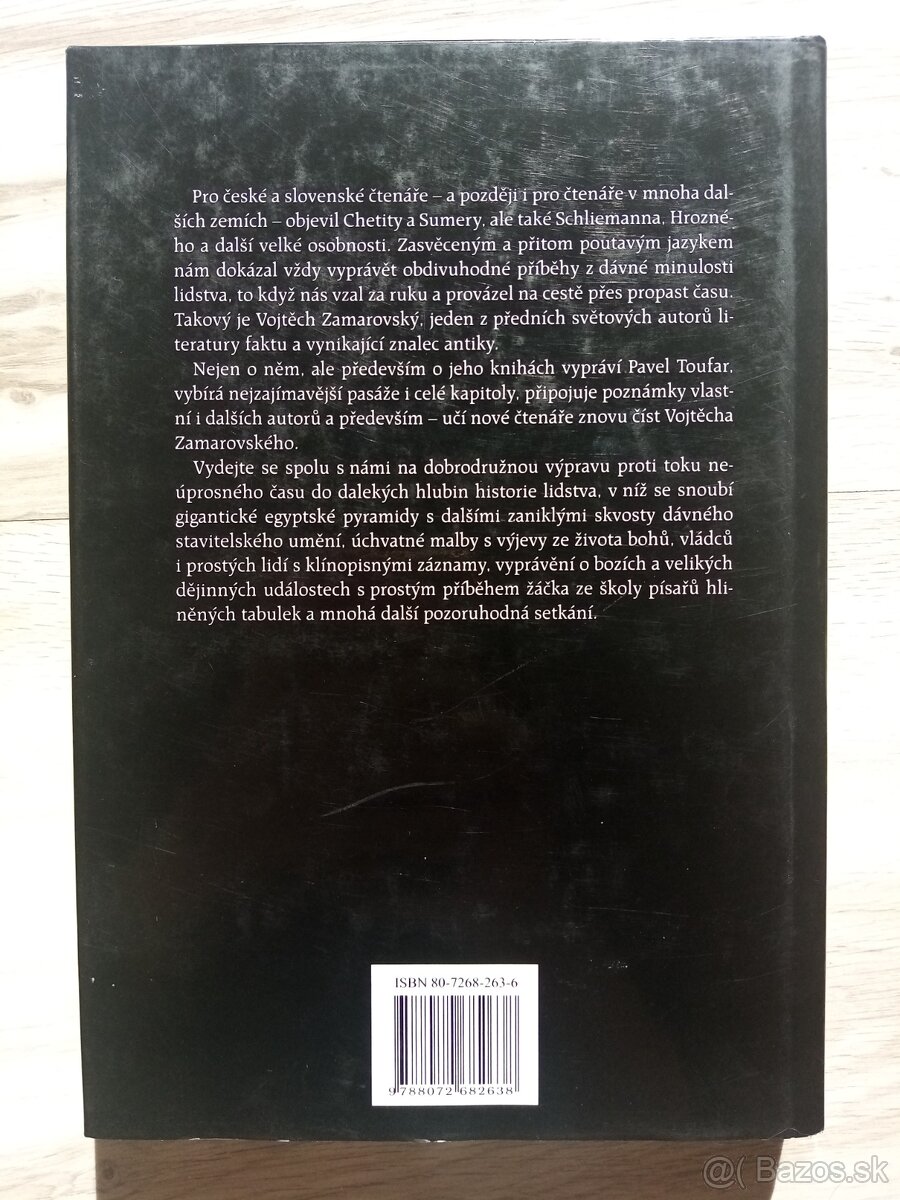 Pro české a slovenské čtenáře – a později i pro čtenáře v mnoha dal-
ších zemích – objevil Chetity a Sumery, ale také Schliemanna, Hrozné-
ho a další velké osobnosti. Zasvěceným a přitom poutavým jazykem
nám dokázal vždy vyprávět obdivuhodné příběhy z dávné minulosti
lidstva, to když nás vzal za ruku a provázel na cestě přes propast času.
Takový je Vojtěch Zamarovský, jeden z předních světových autorů li-
teratury faktu a vynikající znalec antiky.
Nejen o něm, ale především o jeho knihách vypráví Pavel Toufar,
vybírá nejzajímavější pasáže i celé kapitoly, připojuje poznámky vlast-
ní i dalších autorů a především – učí nové čtenáře znovu číst Vojtěcha
Zamarovského.
Vydejte se spolu s námi na dobrodružnou výpravu proti toku ne-
úprosného času do dalekých hlubin historie lidstva, v níž se snoubí
gigantické egyptské pyramidy s dalšími zaniklými skvosty dávného
stavitelského umění, úchvatné malby s výjevy ze života bohů, vládců
i prostých lidí s klínopisnými záznamy, vyprávění o bozích a velikých
dějinných událostech s prostým příběhem žáčka ze školy písařů hli-
něných tabulek a mnohá další pozoruhodná setkání.
ISBN 80-7268-263-6
9 788072 682638
@( Bazos.sk